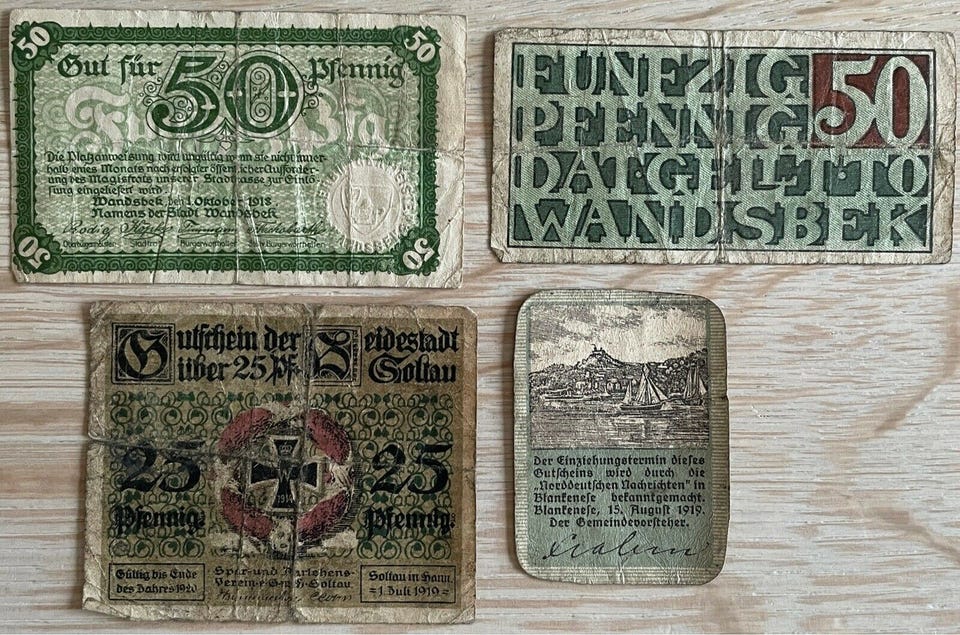 50
50
Gut für 50 Pfennig
Die Platzanweisung wird ungültig wenn sie nicht inner-
halb eines Monats nach erfolgter öffentlicher Aufforder-
ung des Magistrats unserer Stadtkasse zur Einlö-
sung eingeliefert wird.
Wandsbek, den 1. Oktober 1918
Namens der Stadt Wandsbek
50
50
FUNFZIG
PFENNIG
50
DAT GELT TO
WANDSBEK
Gutschein der Heidestadt
über 25 Pf. Soltau
25
25
1914
Pfennig.
Pfennig.
Gültig bis Ende
des Jahres 1920
Spar- und Darlehens-
Verein e.G.m. Soltau
Soltau in Hann.
1. Juli 1919
Der Einziehungstermin dieses
Gutscheins wird durch die
„Norddeutschen Nachrichten" in
Blankenese bekanntgemacht.
Blankenese, 15. August 1919.
Der Gemeindevorsteher.